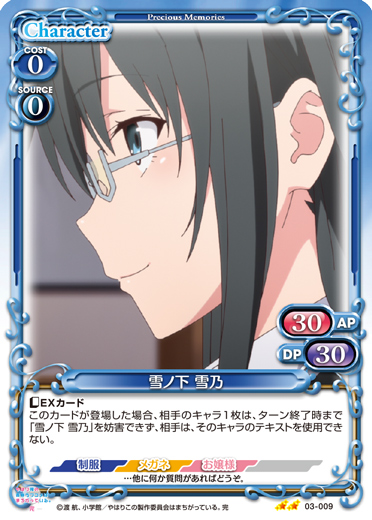 Precious Memories
Character
COST
0
SOURCE
0
30 AP
DP 30
雪ノ下 雪乃
EXカード
このカードが登場した場合、相手のキャラ1枚は、ターン終了時まで
「雪ノ下 雪乃」を妨害できず、相手は、そのキャラのテキストを使用でき
ない。
制服 メガネ お嬢様
…他に何か質問があればどうぞ。
©渡 航、小学館／やはりこの製作委員会はまちがっている。完
03-009